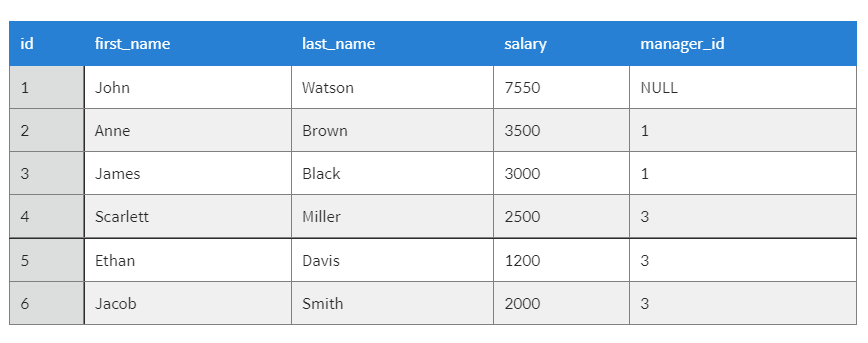 id first_name last_name salary manager_id
1 John Watson 7550 NULL
2 Anne Brown 3500 1
3 James Black 3000 1
4 Scarlett Miller 2500 3
5 Ethan Davis 1200 3
6 Jacob Smith 2000 3